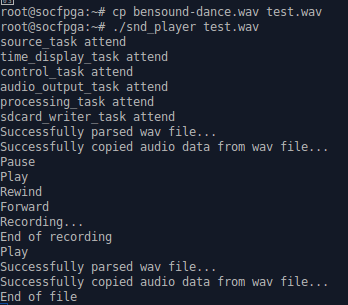 root@socfpga:~# cp bensound-dance.wav test.wav
root@socfpga:~# ./snd_player test.wav
source_task attend
time_display_task attend
control_task attend
audio_output_task attend
processing_task attend
sdcard_writer_task attend
Successfully parsed wav file...
Successfully copied audio data from wav file...
Pause
Play
Rewind
Forward
Recording...
End of recording
Play
Successfully parsed wav file...
Successfully copied audio data from wav file...
End of file